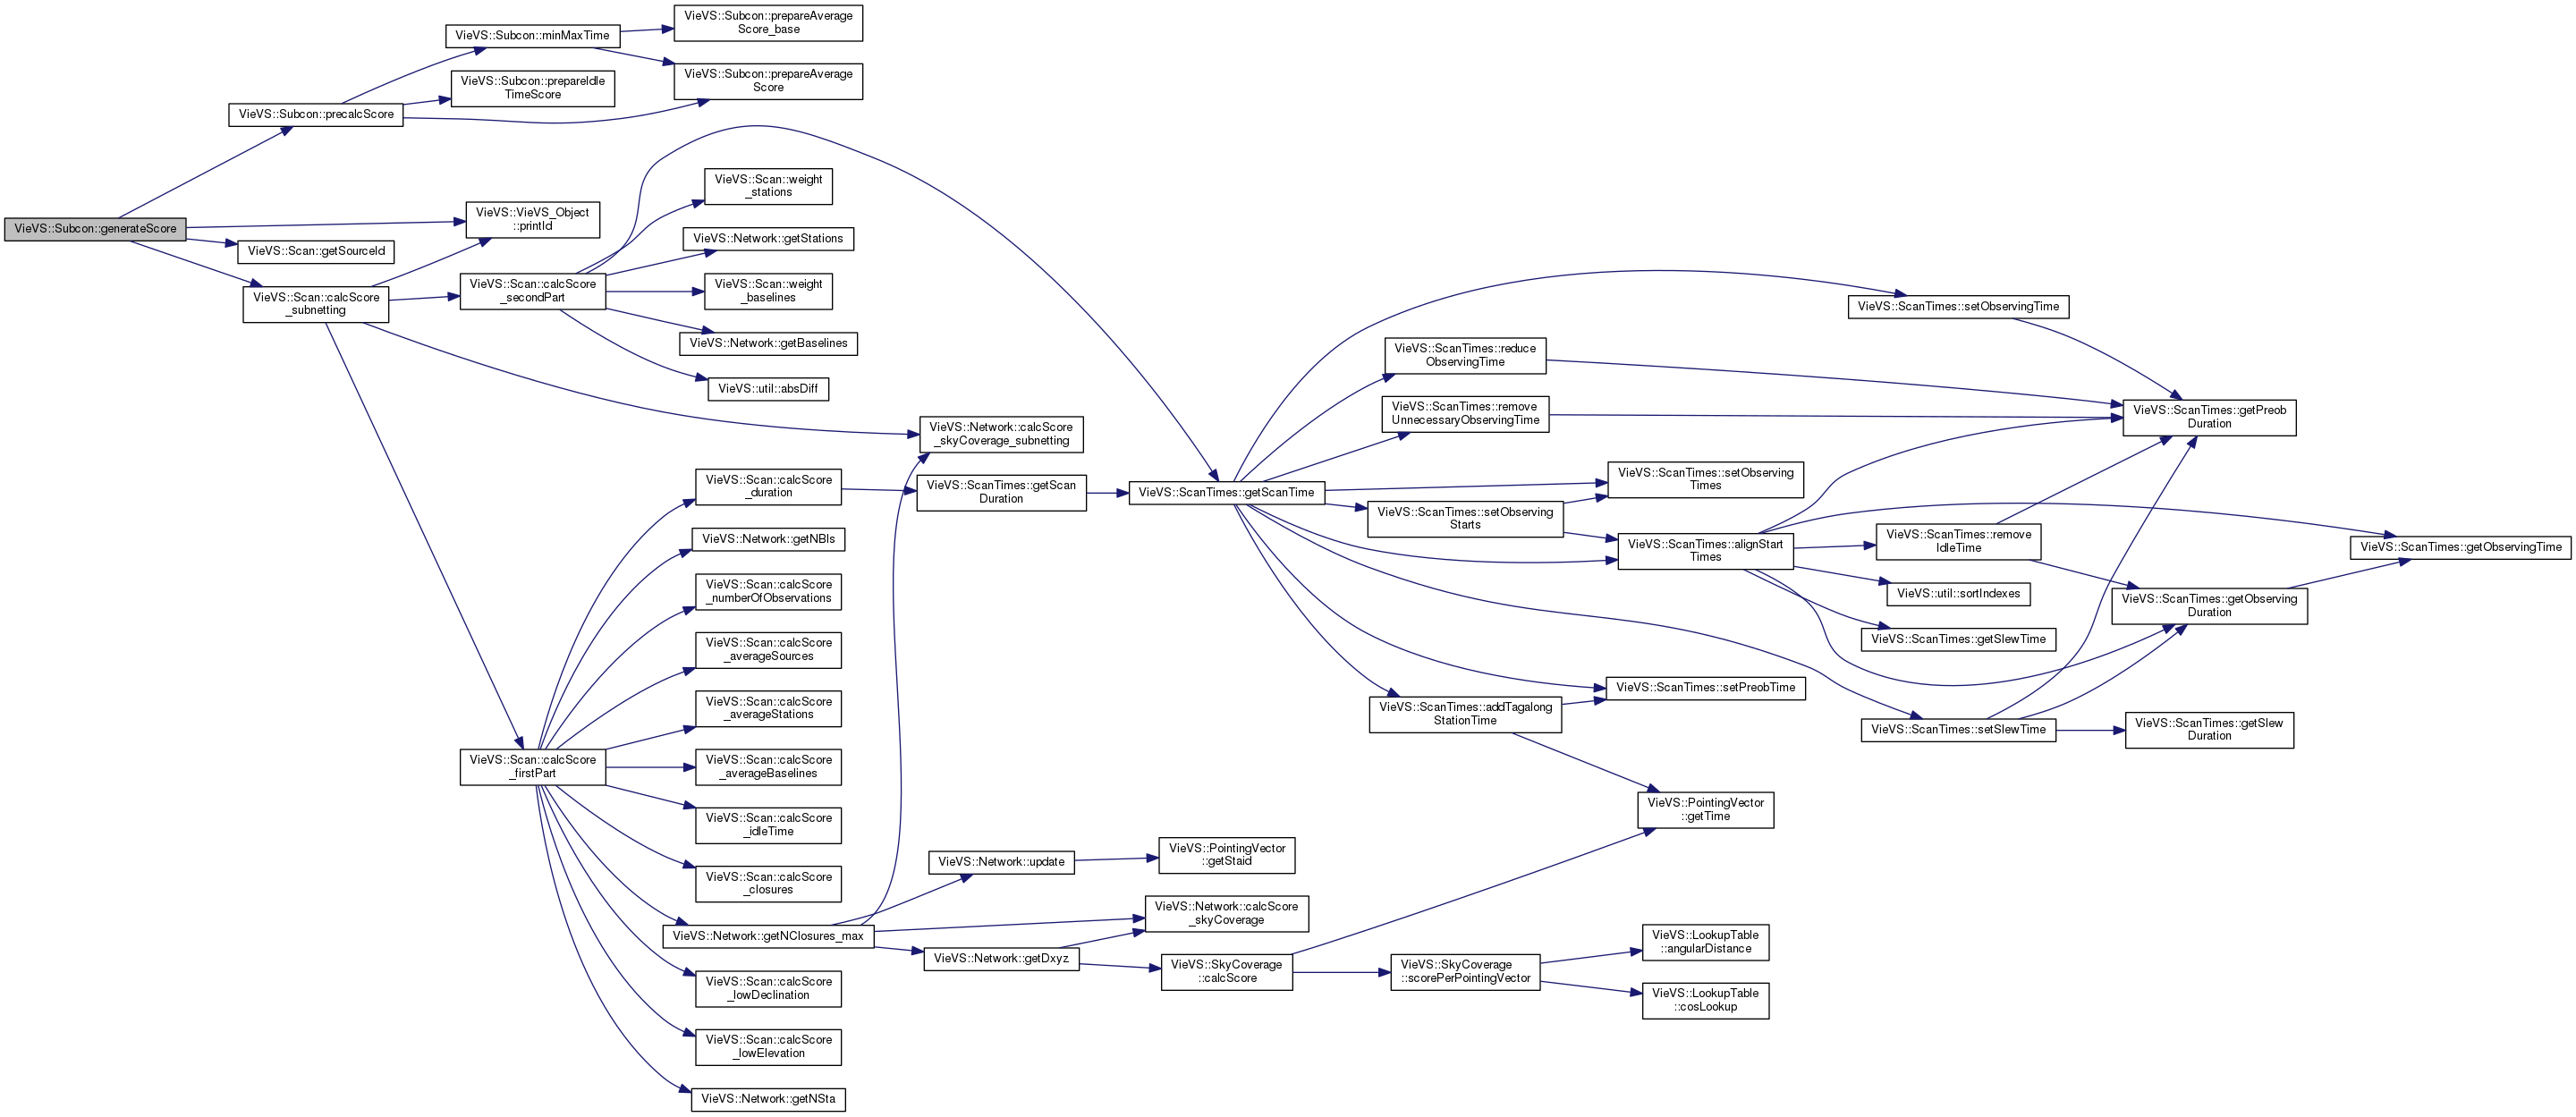 VieVS::Subcon::generateScore
VieVS::Subcon::precalcScore
VieVS::Subcon::minMaxTime
VieVS::Subcon::prepareAverage
Score_base
VieVS::Subcon::prepareAverage
Score
VieVS::Subcon::prepareIdle
TimeScore
VieVS::VieVS_Object
::printId
VieVS::Scan::getSourceId
VieVS::Scan::calcScore
_subnetting
VieVS::Scan::calcScore
_secondPart
VieVS::Scan::weight
_stations
VieVS::Network::getStations
VieVS::Scan::weight
_baselines
VieVS::Network::getBaselines
VieVS::util::absDiff
VieVS::Network::calcScore
_skyCoverage_subnetting
VieVS::Scan::calcScore
_firstPart
VieVS::Scan::calcScore
_duration
VieVS::Network::getNBls
VieVS::Scan::calcScore
_numberOfObservations
VieVS::Scan::calcScore
_averageSources
VieVS::Scan::calcScore
_averageStations
VieVS::Scan::calcScore
_averageBaselines
VieVS::Scan::calcScore
_idleTime
VieVS::Scan::calcScore
_closures
VieVS::Network::getNClosures_max
VieVS::Scan::calcScore
_lowDeclination
VieVS::Scan::calcScore
_lowElevation
VieVS::Network::getNSta
VieVS::ScanTimes::getScan
Duration
VieVS::Network::update
VieVS::PointingVector
::getStaid
VieVS::Network::calcScore
_skyCoverage
VieVS::Network::getDxyz
VieVS::SkyCoverage
::calcScore
VieVS::SkyCoverage
::scorePerPointingVector
VieVS::LookupTable
::angularDistance
VieVS::LookupTable
::cosLookup
VieVS::ScanTimes::getScanTime
VieVS::ScanTimes::reduce
ObservingTime
VieVS::ScanTimes::remove
UnnecessaryObservingTime
VieVS::ScanTimes::setObserving
Starts
VieVS::ScanTimes::setObserving
Times
VieVS::ScanTimes::alignStart
Times
VieVS::ScanTimes::addTagalong
StationTime
VieVS::ScanTimes::setPreobTime
VieVS::PointingVector
::getTime
VieVS::ScanTimes::setObservingTime
VieVS::ScanTimes::remove
IdleTime
VieVS::util::sortIndexes
VieVS::ScanTimes::getSlewTime
VieVS::ScanTimes::setSlewTime
VieVS::ScanTimes::getPreob
Duration
VieVS::ScanTimes::getObserving
Duration
VieVS::ScanTimes::getSlew
Duration
VieVS::ScanTimes::getObservingTime